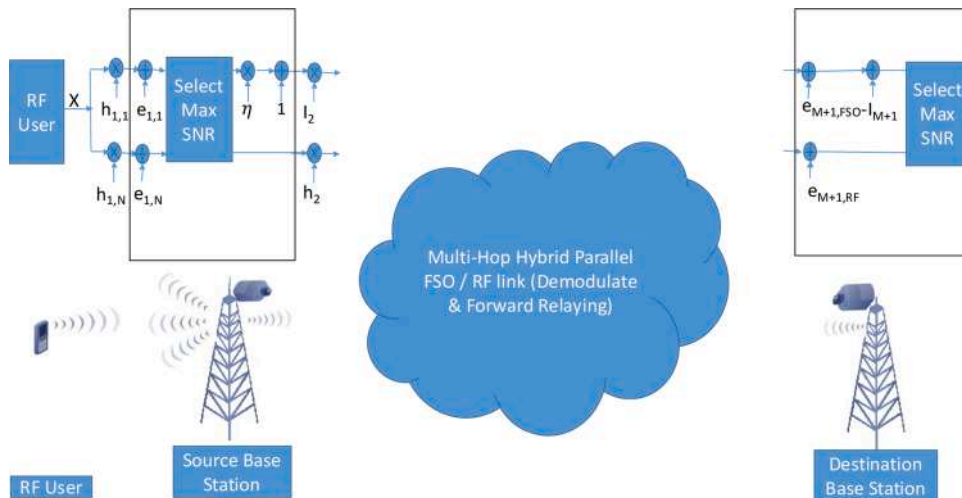 RF
User
X
h1,1
e1,1
h1,N
e1,N
Select
Max
SNR
η
1
I2
h2
Multi-Hop Hybrid Parallel
FSO / RF link (Demodulate
& Forward Relaying)
eM+1,FSO
-IM+1
eM+1,RF
Select
Max
SNR
RF User
Source Base
Station
Destination
Base Station